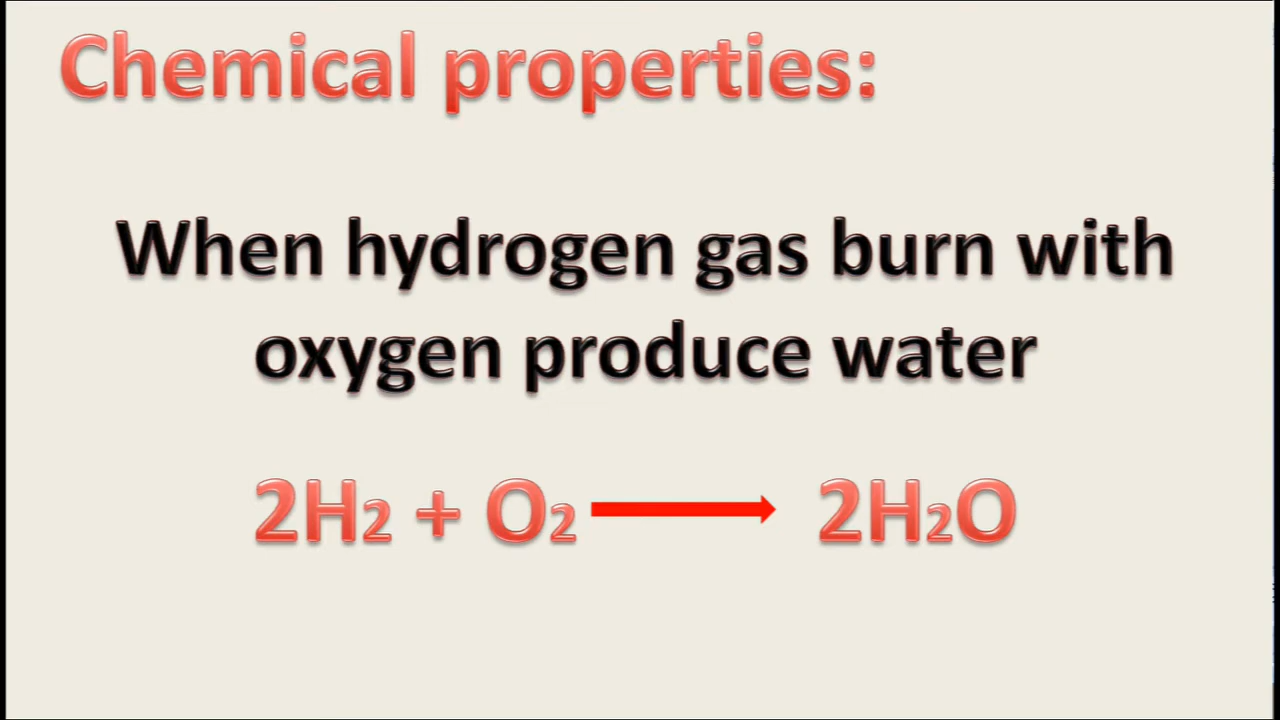 Chemical properties:
When hydrogen gas burn with
oxygen produce water
2H₂ + O₂ → 2H₂O